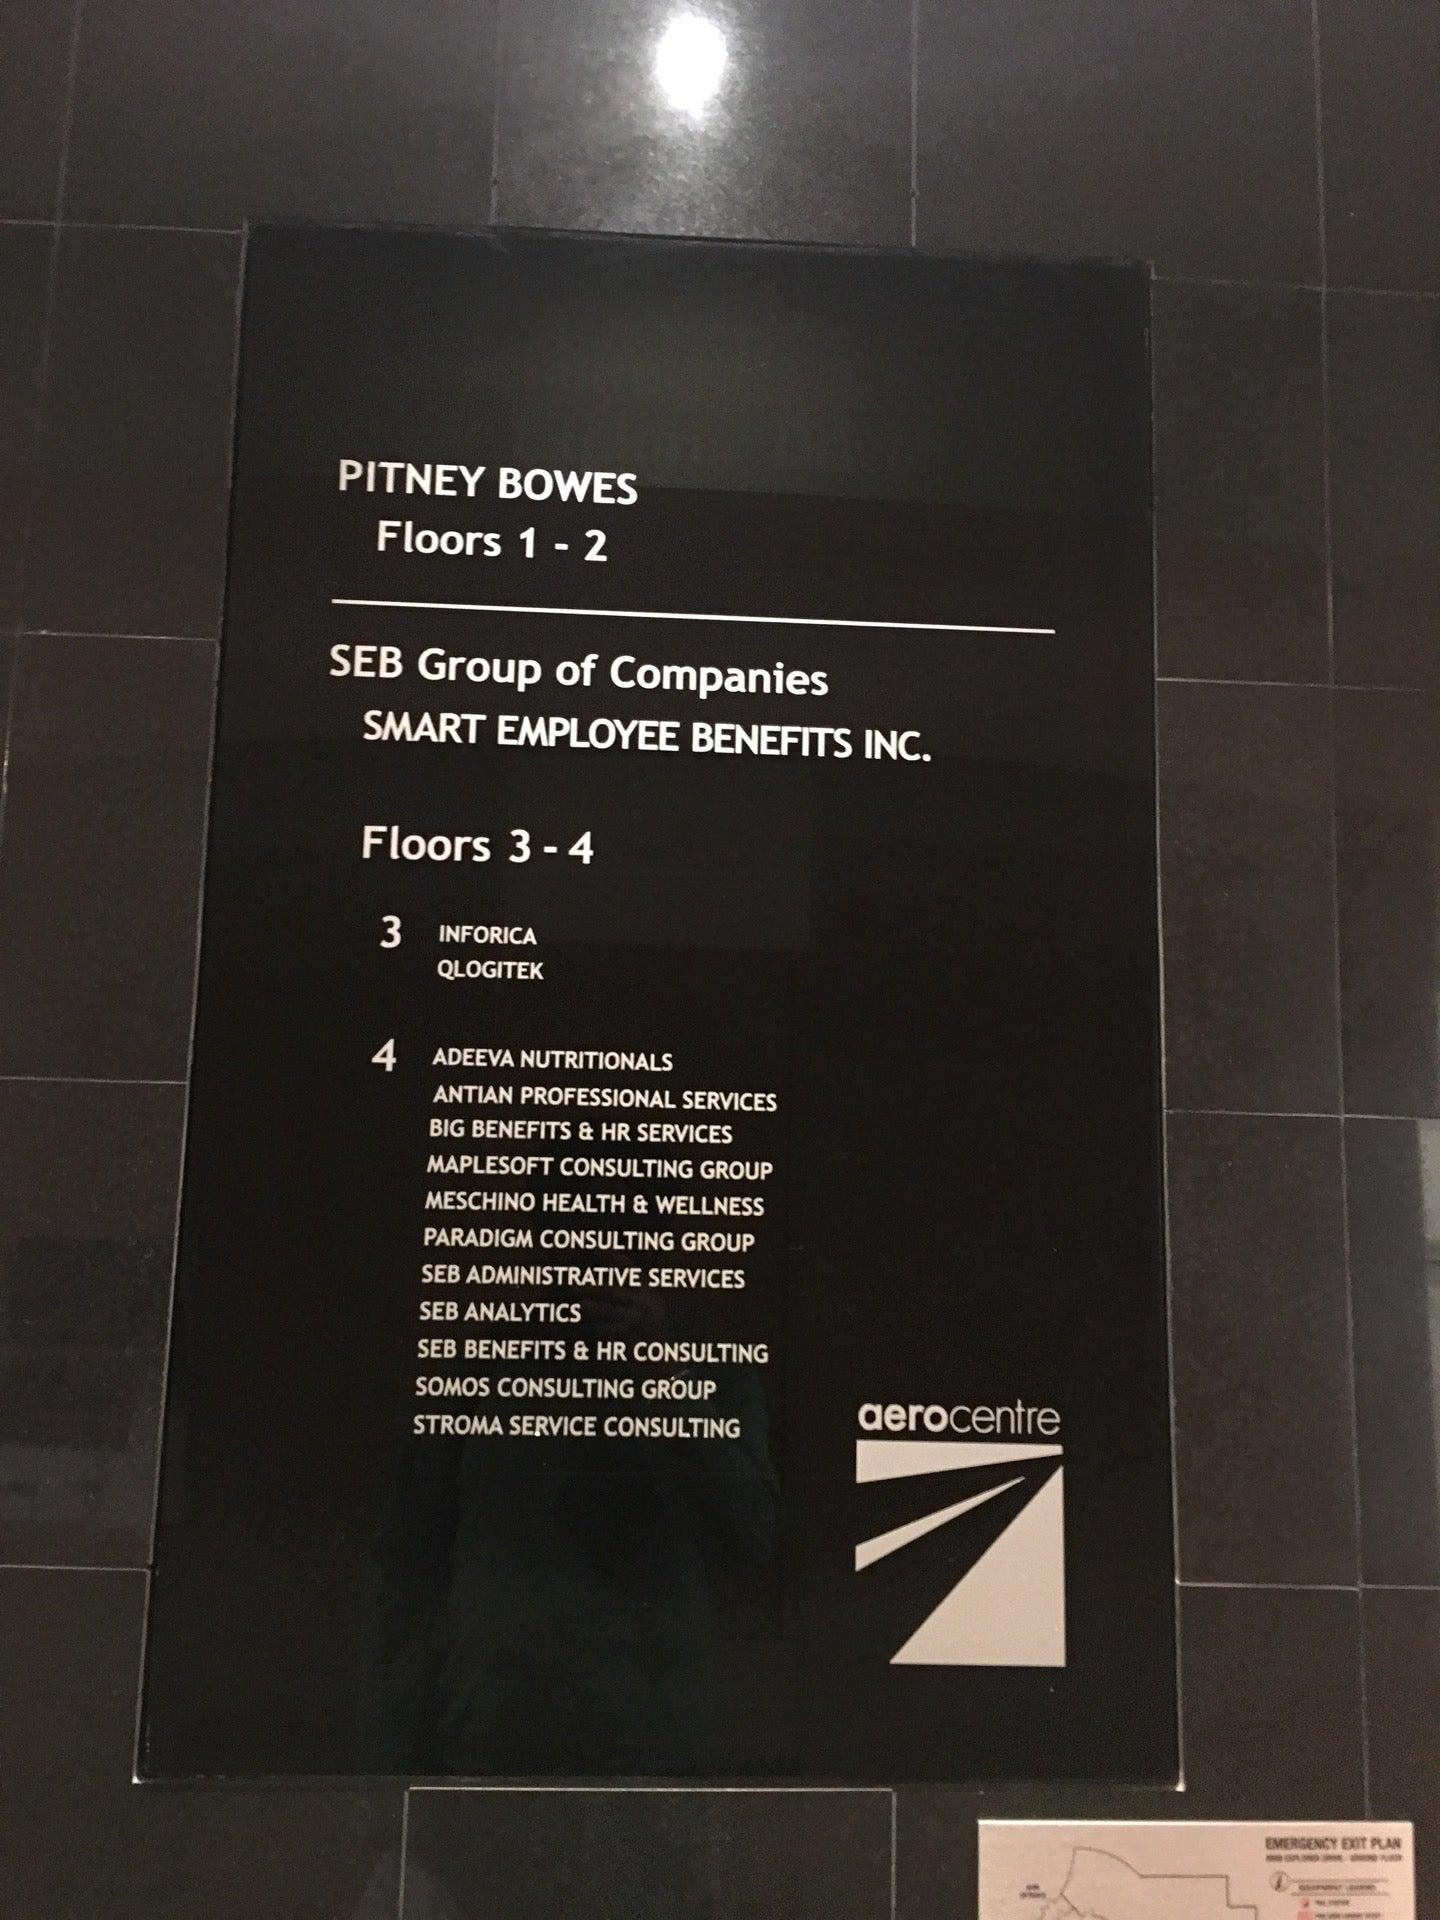 PITNEY BOWES
Floors 1 - 2
SEB Group of Companies
SMART EMPLOYEE BENEFITS INC.
Floors 3 - 4
3 INFORICA
QLOGITEK
4 ADEEVA NUTRITIONALS
ANTIAN PROFESSIONAL SERVICES
BIG BENEFITS & HR SERVICES
MAPLESOFT CONSULTING GROUP
MESCHINO HEALTH & WELLNESS
PARADIGM CONSULTING GROUP
SEB ADMINISTRATIVE SERVICES
SEB ANALYTICS
SEB BENEFITS & HR CONSULTING
SOMOS CONSULTING GROUP
STROMA SERVICE CONSULTING
aerocentre
EMERGENCY EXIT PLAN